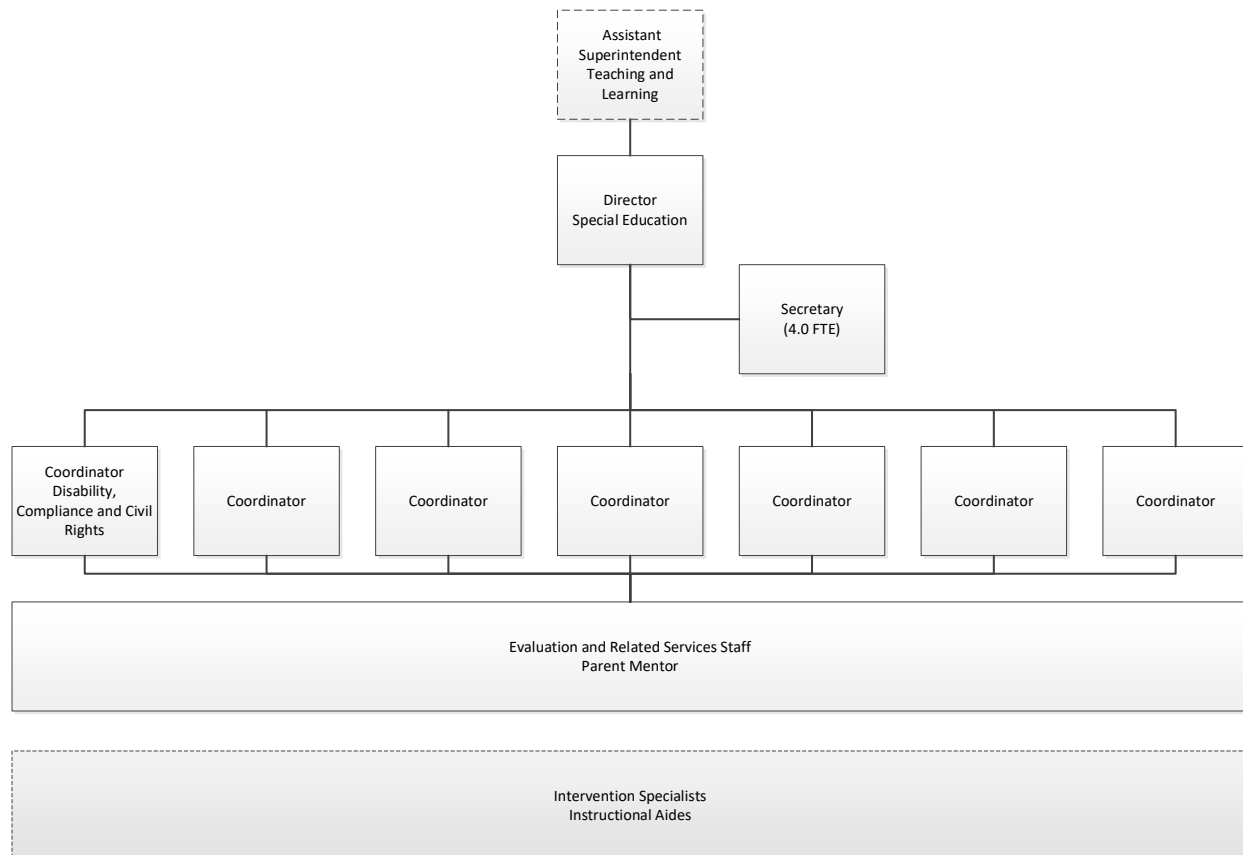 Assistant
Superintendent
Teaching and
Learning
Director
Special Education
Secretary
(4.0 FTE)
Coordinator
Disability,
Compliance and Civil
Rights
Coordinator
Coordinator
Coordinator
Coordinator
Coordinator
Coordinator
Evaluation and Related Services Staff
Parent Mentor
Intervention Specialists
Instructional Aides